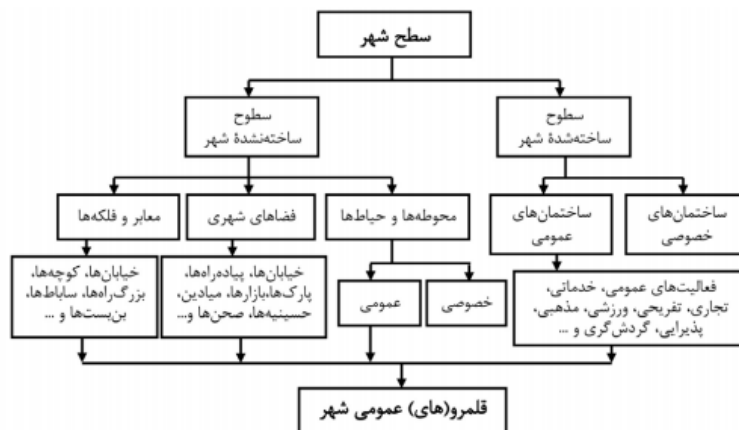 سطح شهر
سطوح
ساخته‌شدهٔ شهر
سطوح
ساخته‌نشدهٔ شهر
ساختمان‌های
خصوصی
ساختمان‌های
عمومی
محوطه‌ها و حیاط‌ها
فضاهای شهری
معابر و فلکه‌ها
فعالیت‌های عمومی، خدماتی،
تجاری، تفریحی، ورزشی، مذهبی،
پذیرایی، گردش‌گری و ...
خصوصی
عمومی
خیابان‌ها، پیاده‌راه‌ها،
پارک‌ها،بازارها، میادین،
حسینیه‌ها، صحن‌ها و...
خیابان‌ها، کوچه‌ها،
بزرگ‌راه‌ها، ساباط‌ها،
بن‌بست‌ها و ...
قلمرو(های) عمومی شهر